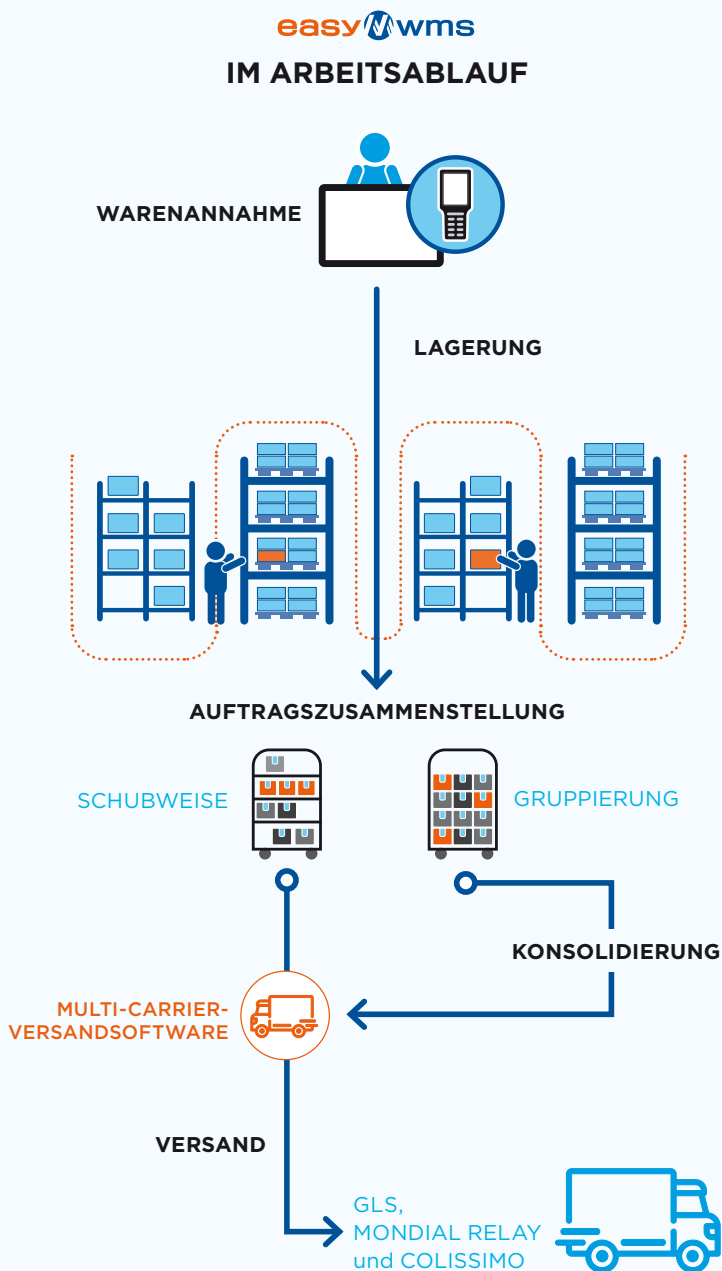 easy wms
IM ARBEITSABLAUF
WARENANNAHME
LAGERUNG
AUFTRAGSZUSAMMENSTELLUNG
SCHUBWEISE
GRUPPIERUNG
KONSOLIDIERUNG
MULTI-CARRIER-
VERSANDSOFTWARE
VERSAND
GLS,
MONDIAL RELAY
und COLISSIMO